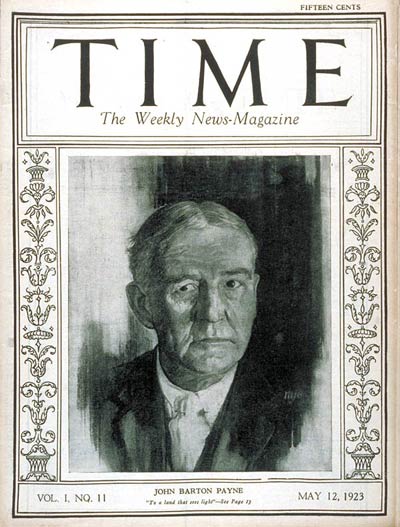 FIFTEEN CENTS
TIME
The Weekly News-Magazine
JOHN BARTON PAYNE
VOL. I, NO. 11
"To a land that sees light"—See Page 13
MAY 12, 1923